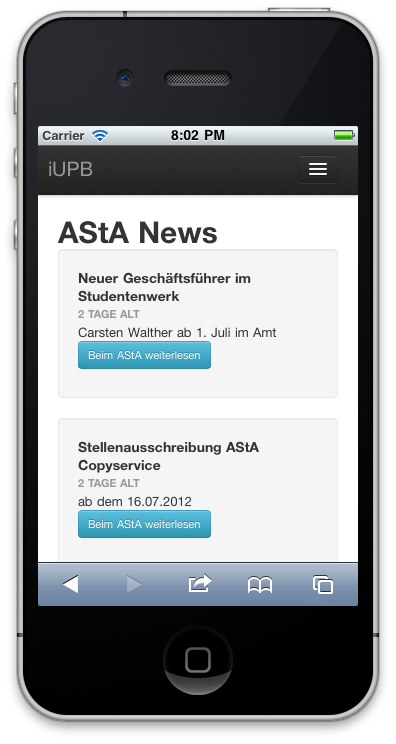 Carrier 8:02 PM
iUPB
AStA News
Neuer Geschäftsführer im
Studentenwerk
2 TAGE ALT
Carsten Walther ab 1. Juli im Amt
Beim AStA weiterlesen
Stellenausschreibung AStA
Copyservice
2 TAGE ALT
ab dem 16.07.2012
Beim AStA weiterlesen